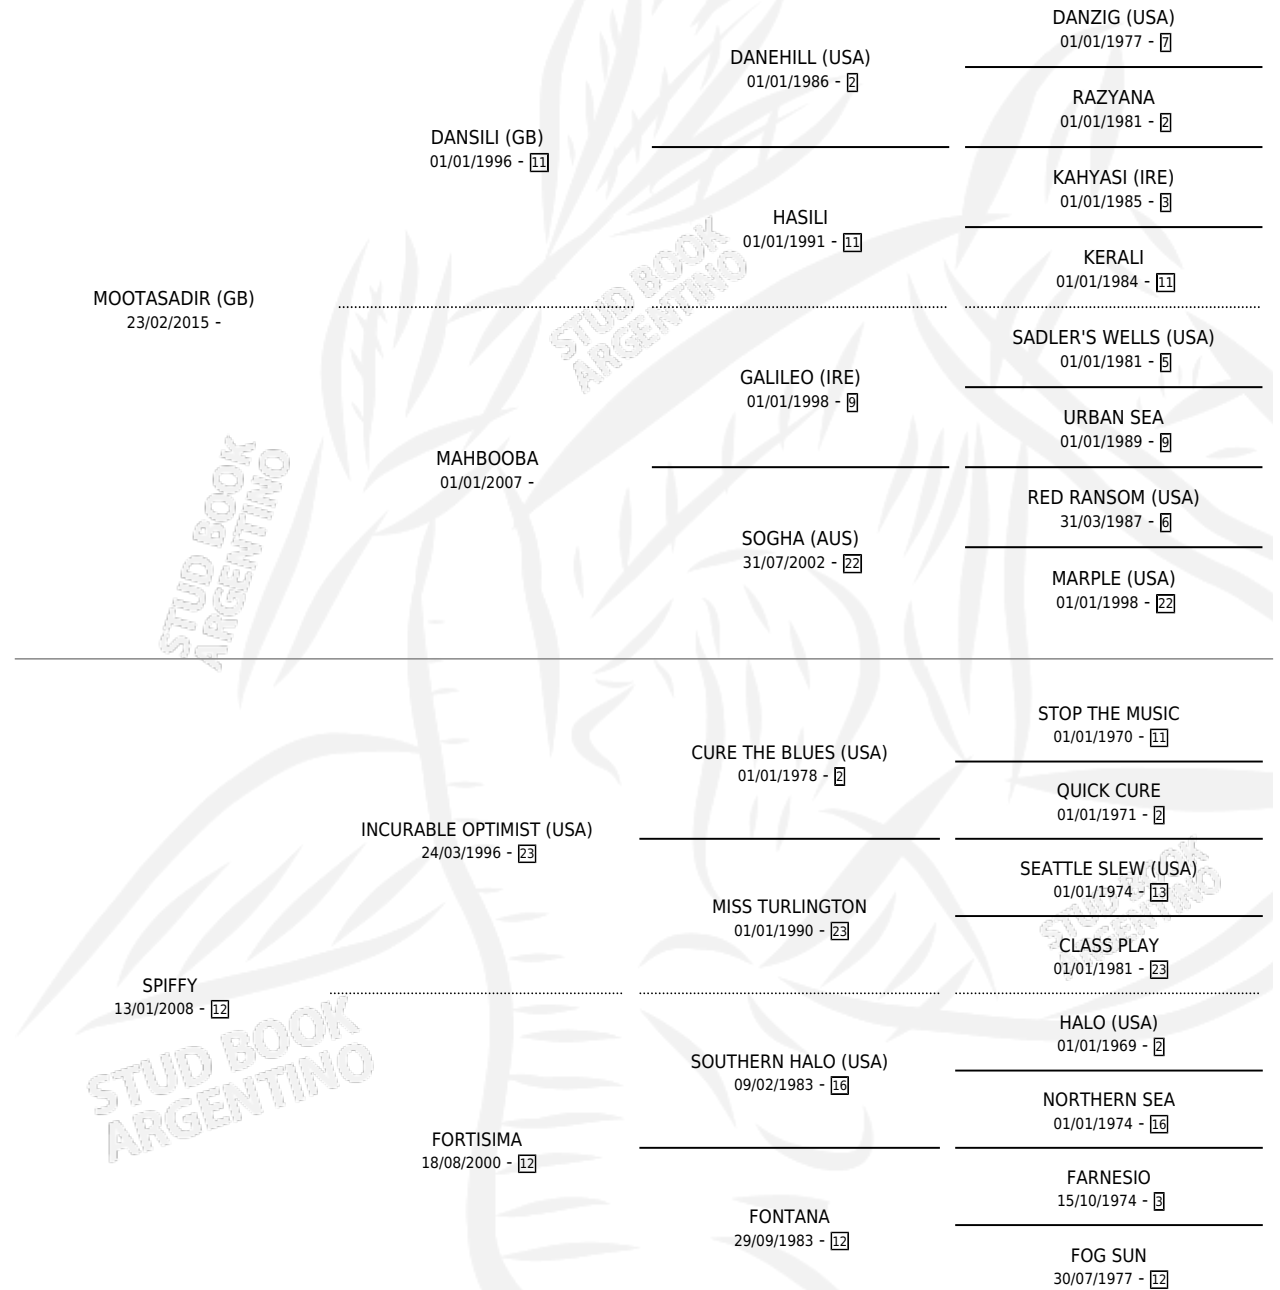 DANZIG (USA)
01/01/1977 - 7
DANEHILL (USA)
01/01/1986 - 2
RAZYANA
01/01/1981 - 2
DANSILI (GB)
01/01/1996 - 11
KAHYASI (IRE)
01/01/1985 - 3
HASILI
01/01/1991 - 11
KERALI
01/01/1984 - 11
MOOTASADIR (GB)
23/02/2015 -
SADLER'S WELLS (USA)
01/01/1981 - 5
GALILEO (IRE)
01/01/1998 - 9
URBAN SEA
01/01/1989 - 9
MAHBOOBA
01/01/2007 -
RED RANSOM (USA)
31/03/1987 - 6
SOGHA (AUS)
31/07/2002 - 22
MARPLE (USA)
01/01/1998 - 22
STOP THE MUSIC
01/01/1970 - 11
CURE THE BLUES (USA)
01/01/1978 - 2
QUICK CURE
01/01/1971 - 2
INCURABLE OPTIMIST (USA)
24/03/1996 - 23
SEATTLE SLEW (USA)
01/01/1974 - 13
MISS TURLINGTON
01/01/1990 - 23
CLASS PLAY
01/01/1981 - 23
SPIFFY
13/01/2008 - 12
HALO (USA)
01/01/1969 - 2
SOUTHERN HALO (USA)
09/02/1983 - 16
NORTHERN SEA
01/01/1974 - 16
FORTISIMA
18/08/2000 - 12
FARNESIO
15/10/1974 - 3
FONTANA
29/09/1983 - 12
FOG SUN
30/07/1977 - 12
STUD BOOK
ARGENTINO
STUD BOOK
ARGENTINO
STUD BOOK
ARGENTINO
STUD BOOK
ARGENTINO